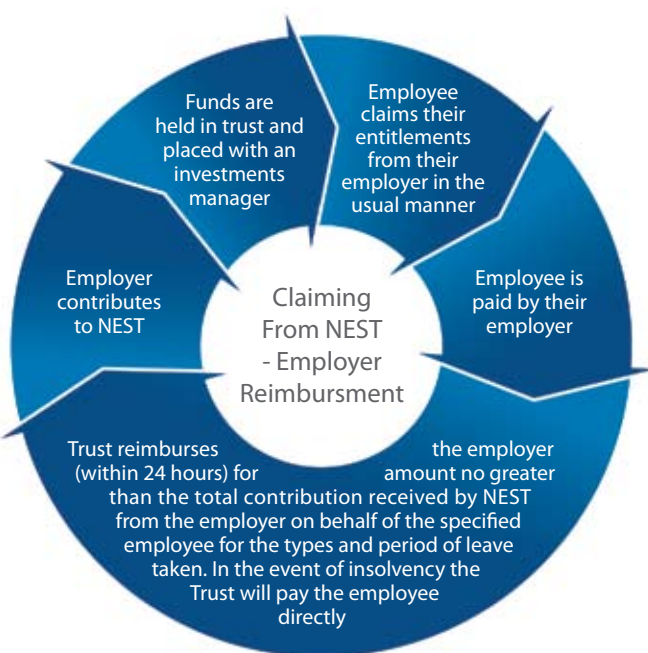 Funds are
held in trust and
placed with an
investments
manager
Employee
claims their
entitlements
from their
employer in the
usual manner
Employee is
paid by their
employer
Trust reimburses the employer
(within 24 hours) for amount no greater
than the total contribution received by NEST
from the employer on behalf of the specified
employee for the types and period of leave
taken. In the event of insolvency the
Trust will pay the employee
directly
Employer
contributes
to NEST
Claiming
From NEST
- Employer
Reimbursment